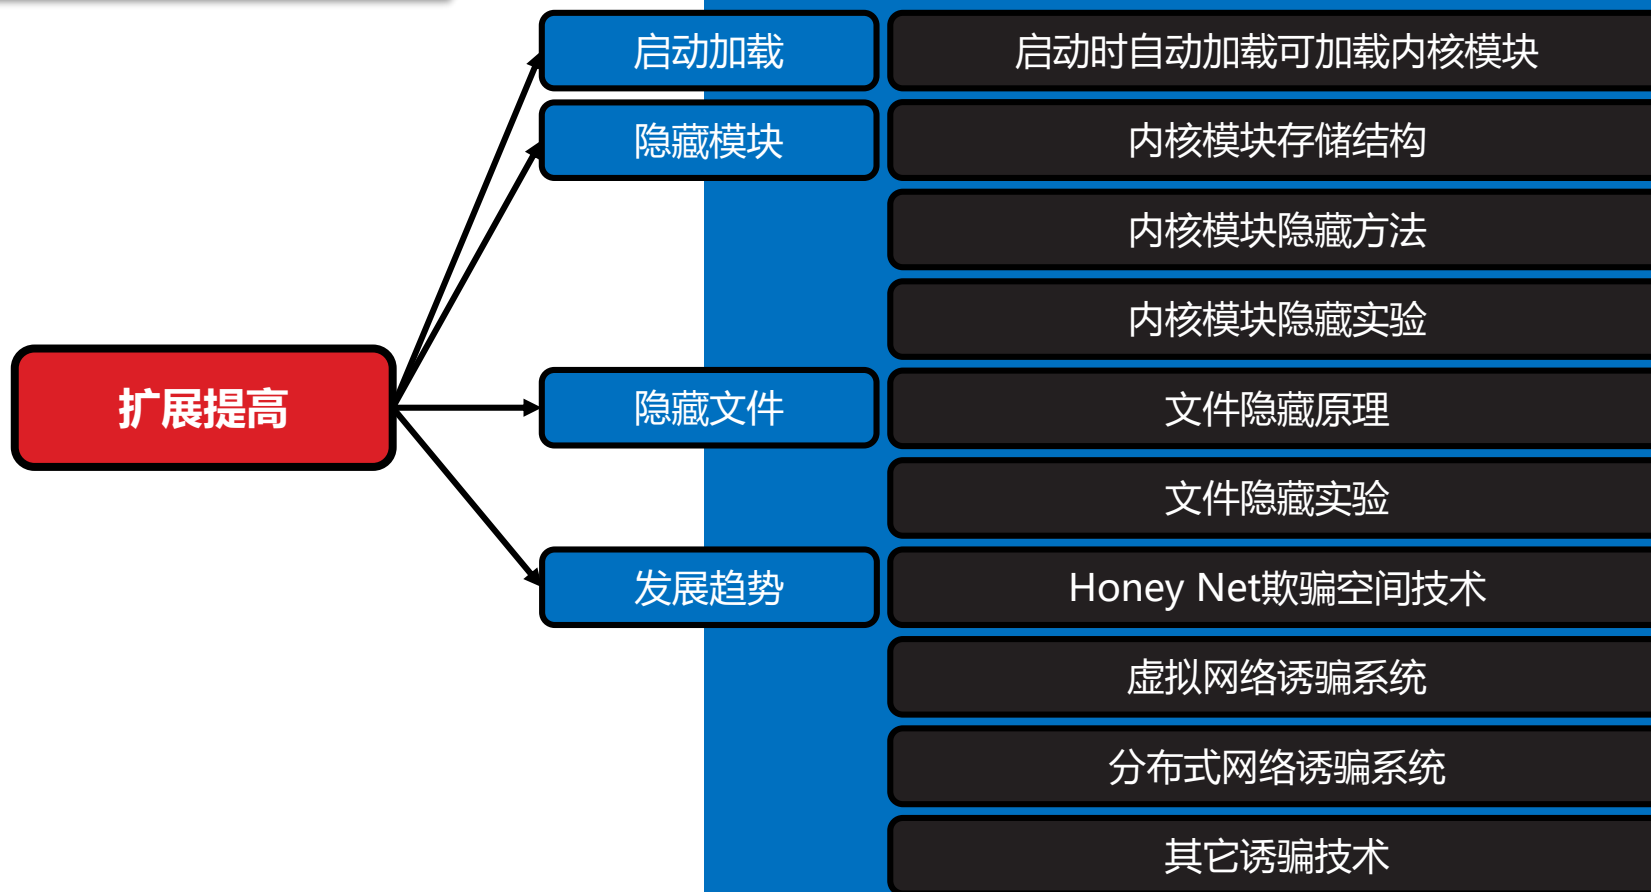 启动加载
启动时自动加载可加载内核模块
隐藏模块
内核模块存储结构
内核模块隐藏方法
内核模块隐藏实验
扩展提高
隐藏文件
文件隐藏原理
文件隐藏实验
发展趋势
Honey Net欺骗空间技术
虚拟网络诱骗系统
分布式网络诱骗系统
其它诱骗技术